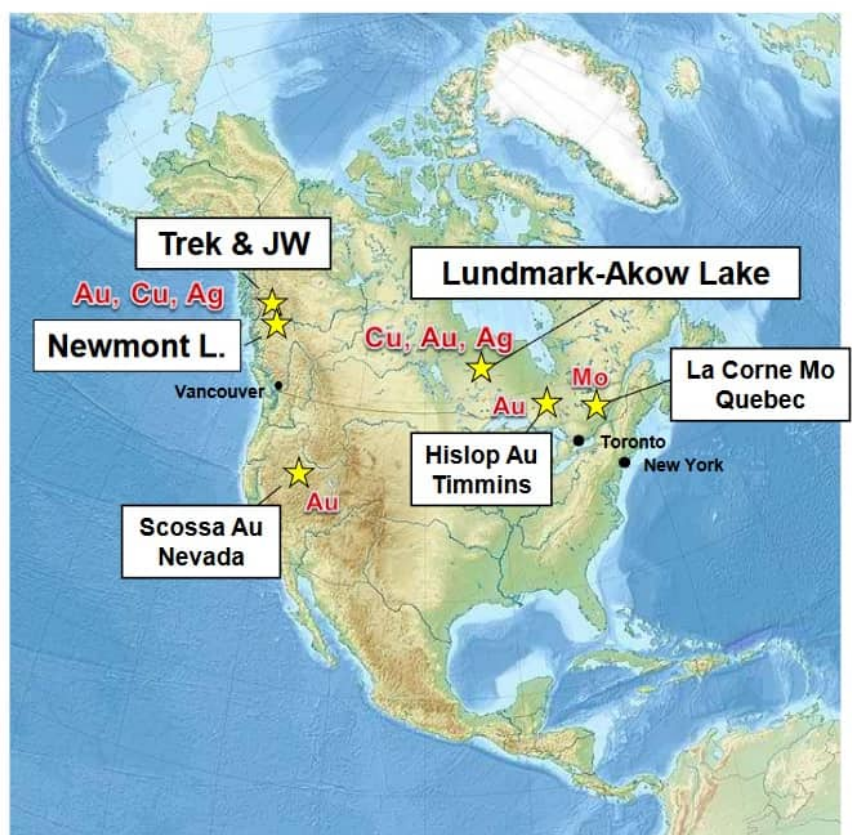 Trek & JW
Lundmark-Akow Lake
Au, Cu, Ag
Newmont L.
Cu, Au, Ag
Vancouver
Mo
La Corne Mo
Quebec
Au
Hislop Au
Timmins
Toronto
New York
Au
Scossa Au
Nevada